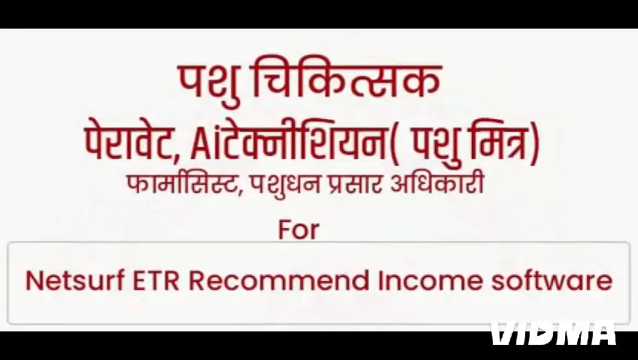 पशु चिकित्सक
पेरावेट, Aiटेक्नीशियन( पशु मित्र)
फार्मासिस्ट, पशुधन प्रसार अधिकारी
For
Netsurf ETR Recommend Income software
VIDMA